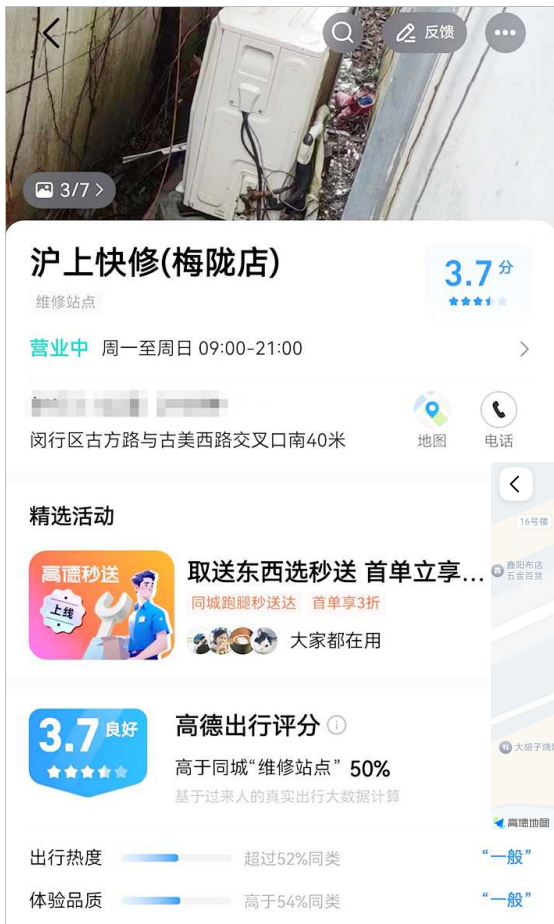 反馈
3/7
沪上快修(梅陇店)
3.7分
维修站点
营业中 周一至周日 09:00-21:00
闵行区古方路与古美西路交叉口南40米
地图
电话
16号楼
精选活动
鑫阳布店
五金百货
高德秒送
上线
取送东西选秒送 首单立享...
同城跑腿秒送达 首单享3折
大家都在用
3.7良好
高德出行评分
高于同城“维修站点” 50%
基于过来人的真实出行大数据计算
大胡子烧
高德地图
出行热度 超过52%同类 “一般”
体验品质 高于54%同类 “一般”